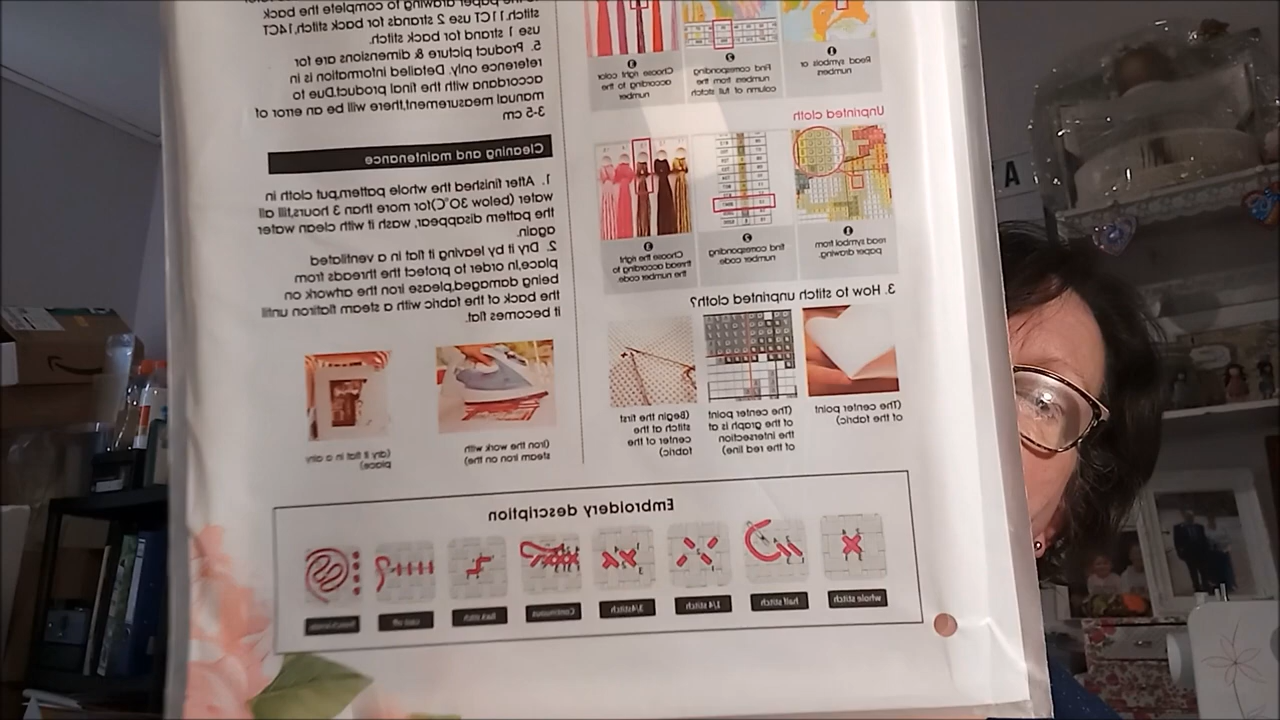 Read symbols or
numbers
Find corresponding
numbers from the
column of full stitch
Choose right color
according to the
number
Unprinted cloth
read symbol from
paper drawing.
find corresponding
number code
Choose the right
thread according to
the number code
3. How to stitch unprinted cloth?
(The center point
of the fabric)
(The center point
of the graph is at
the intersection
of the red line)
(Begin the first
stitch at the
center of the
fabric)
paper drawing to complete the back
stitch.11CT use 2 strands for back stitch,14CT
use 1 strand for back stitch.
5. Product picture & dimensions are for
reference only. Detailed information is in
accordance with the final product.Due to
manual measurement,there will be an error of
3-5 cm
Cleaning and maintenance
1. After finished the whole pattern,put cloth in
water (below 30°C)for more than 3 hours,till all
the pattern disappear, wash it with clean water
again.
2. Dry it by leaving it flat in a ventilated
place,in order to protect the threads from
being damaged,please iron the artwork on
the back of the fabric with a steam flatiron until
it becomes flat.
(iron the work with
steam iron on the)
(dry it flat in a airy
place)
Embroidery description
whole stitch
half stitch
1/4 stitch
3/4stitch
Continuous
Back stitch
cast off
A